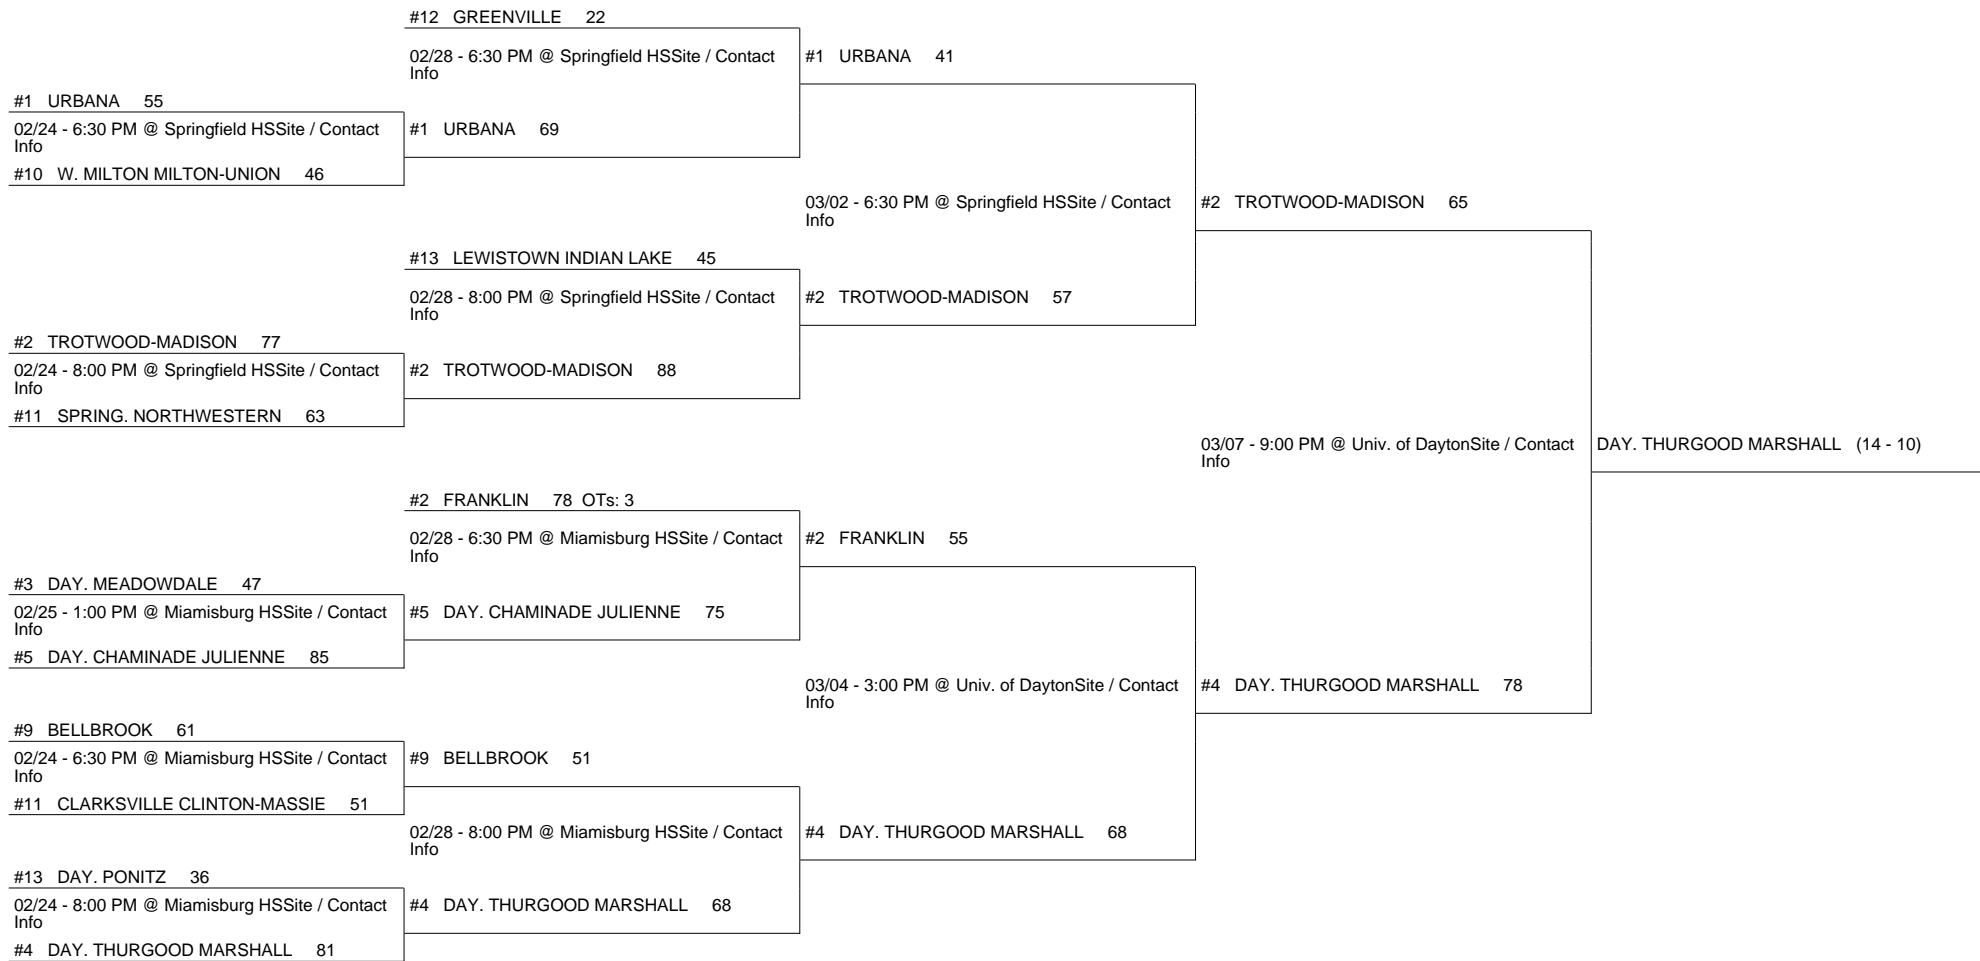 #12 GREENVILLE 22
02/28 - 6:30 PM @ Springfield HSSite / Contact
Info
#1 URBANA 41
#1 URBANA 55
02/24 - 6:30 PM @ Springfield HSSite / Contact
Info
#1 URBANA 69
#10 W. MILTON MILTON-UNION 46
03/02 - 6:30 PM @ Springfield HSSite / Contact
Info
#2 TROTWOOD-MADISON 65
#13 LEWISTOWN INDIAN LAKE 45
02/28 - 8:00 PM @ Springfield HSSite / Contact
Info
#2 TROTWOOD-MADISON 57
#2 TROTWOOD-MADISON 77
02/24 - 8:00 PM @ Springfield HSSite / Contact
Info
#2 TROTWOOD-MADISON 88
#11 SPRING. NORTHWESTERN 63
03/07 - 9:00 PM @ Univ. of DaytonSite / Contact
Info
DAY. THURGOOD MARSHALL (14 - 10)
#2 FRANKLIN 78 OTs: 3
02/28 - 6:30 PM @ Miamisburg HSSite / Contact
Info
#2 FRANKLIN 55
#3 DAY. MEADOWDALE 47
02/25 - 1:00 PM @ Miamisburg HSSite / Contact
Info
#5 DAY. CHAMINADE JULIENNE 75
#5 DAY. CHAMINADE JULIENNE 85
03/04 - 3:00 PM @ Univ. of DaytonSite / Contact
Info
#4 DAY. THURGOOD MARSHALL 78
#9 BELLBROOK 61
02/24 - 6:30 PM @ Miamisburg HSSite / Contact
Info
#9 BELLBROOK 51
#11 CLARKSVILLE CLINTON-MASSIE 51
02/28 - 8:00 PM @ Miamisburg HSSite / Contact
Info
#4 DAY. THURGOOD MARSHALL 68
#13 DAY. PONITZ 36
02/24 - 8:00 PM @ Miamisburg HSSite / Contact
Info
#4 DAY. THURGOOD MARSHALL 68
#4 DAY. THURGOOD MARSHALL 81